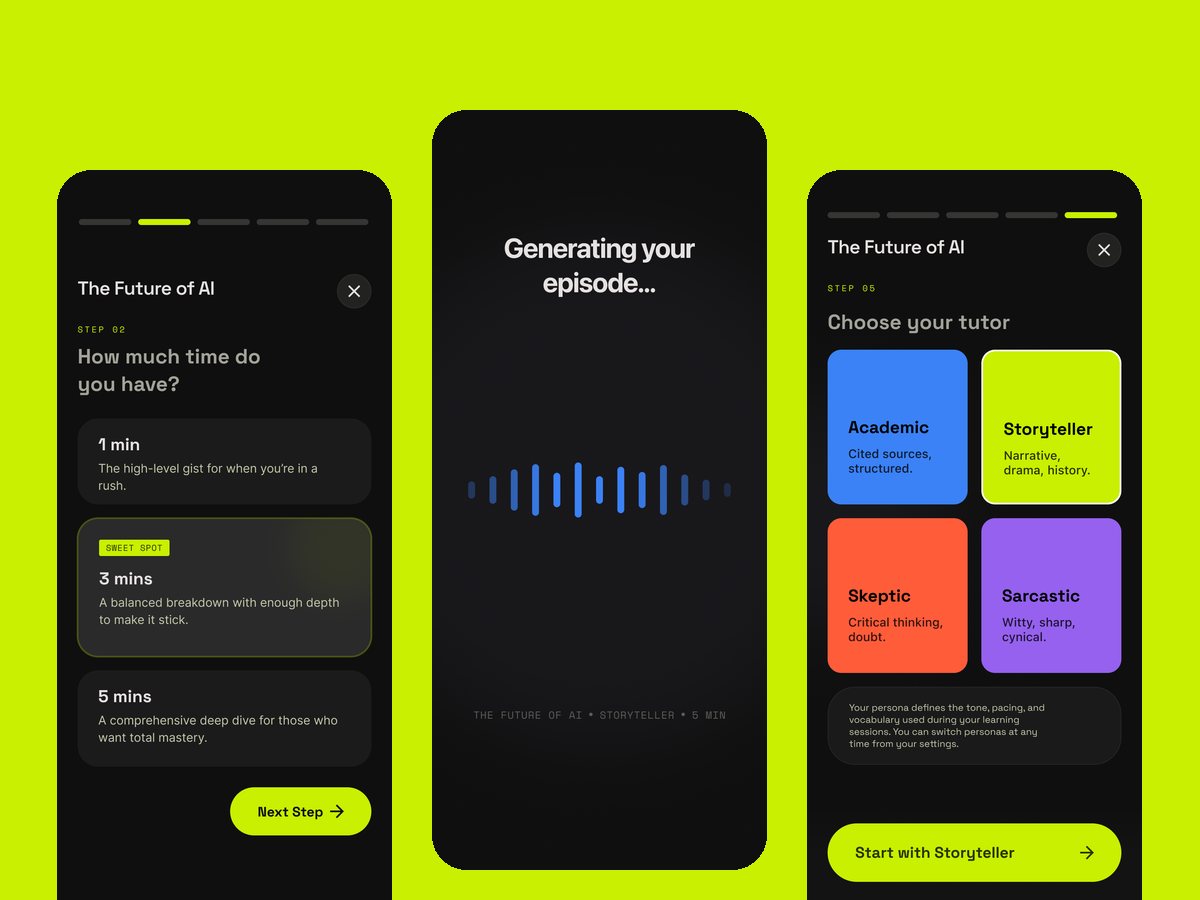 The Future of AI
STEP 02
How much time do
you have?
1 min
The high-level gist for when you're in a
rush.
SWEET SPOT
3 mins
A balanced breakdown with enough depth
to make it stick.
5 mins
A comprehensive deep dive for those who
want total mastery.
Next Step →
Generating your
episode...
THE FUTURE OF AI • STORYTELLER • 5 MIN
The Future of AI
STEP 05
Choose your tutor
Academic
Cited sources,
structured.
Storyteller
Narrative,
drama, history.
Skeptic
Critical thinking,
doubt.
Sarcastic
Witty, sharp,
cynical.
Your persona defines the tone, pacing, and
vocabulary used during your learning
sessions. You can switch personas at any
time from your settings.
Start with Storyteller →